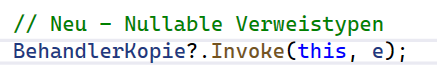 // Neu – Nullable Verweistypen
BehandlerKopie?.Invoke(this, e);